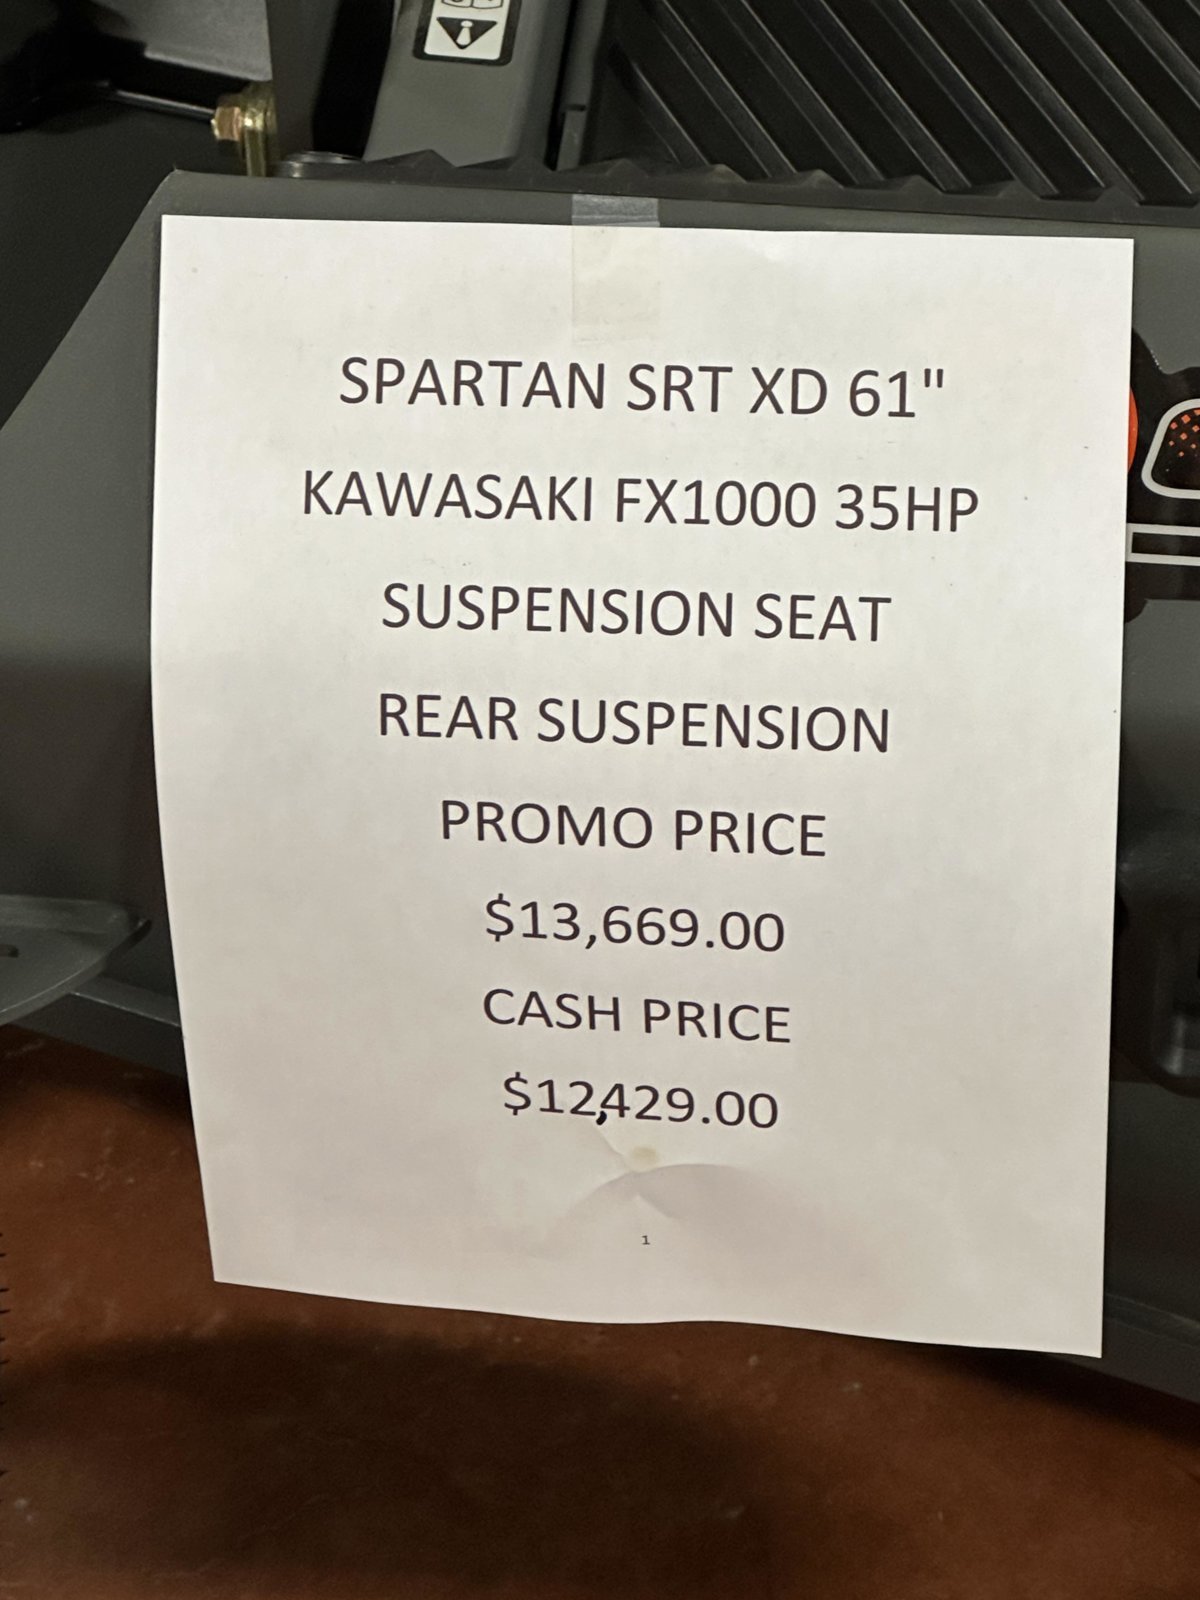 SPARTAN SRT XD 61"
KAWASAKI FX1000 35HP
SUSPENSION SEAT
REAR SUSPENSION
PROMO PRICE
$13,669.00
CASH PRICE
$12,429.00
1